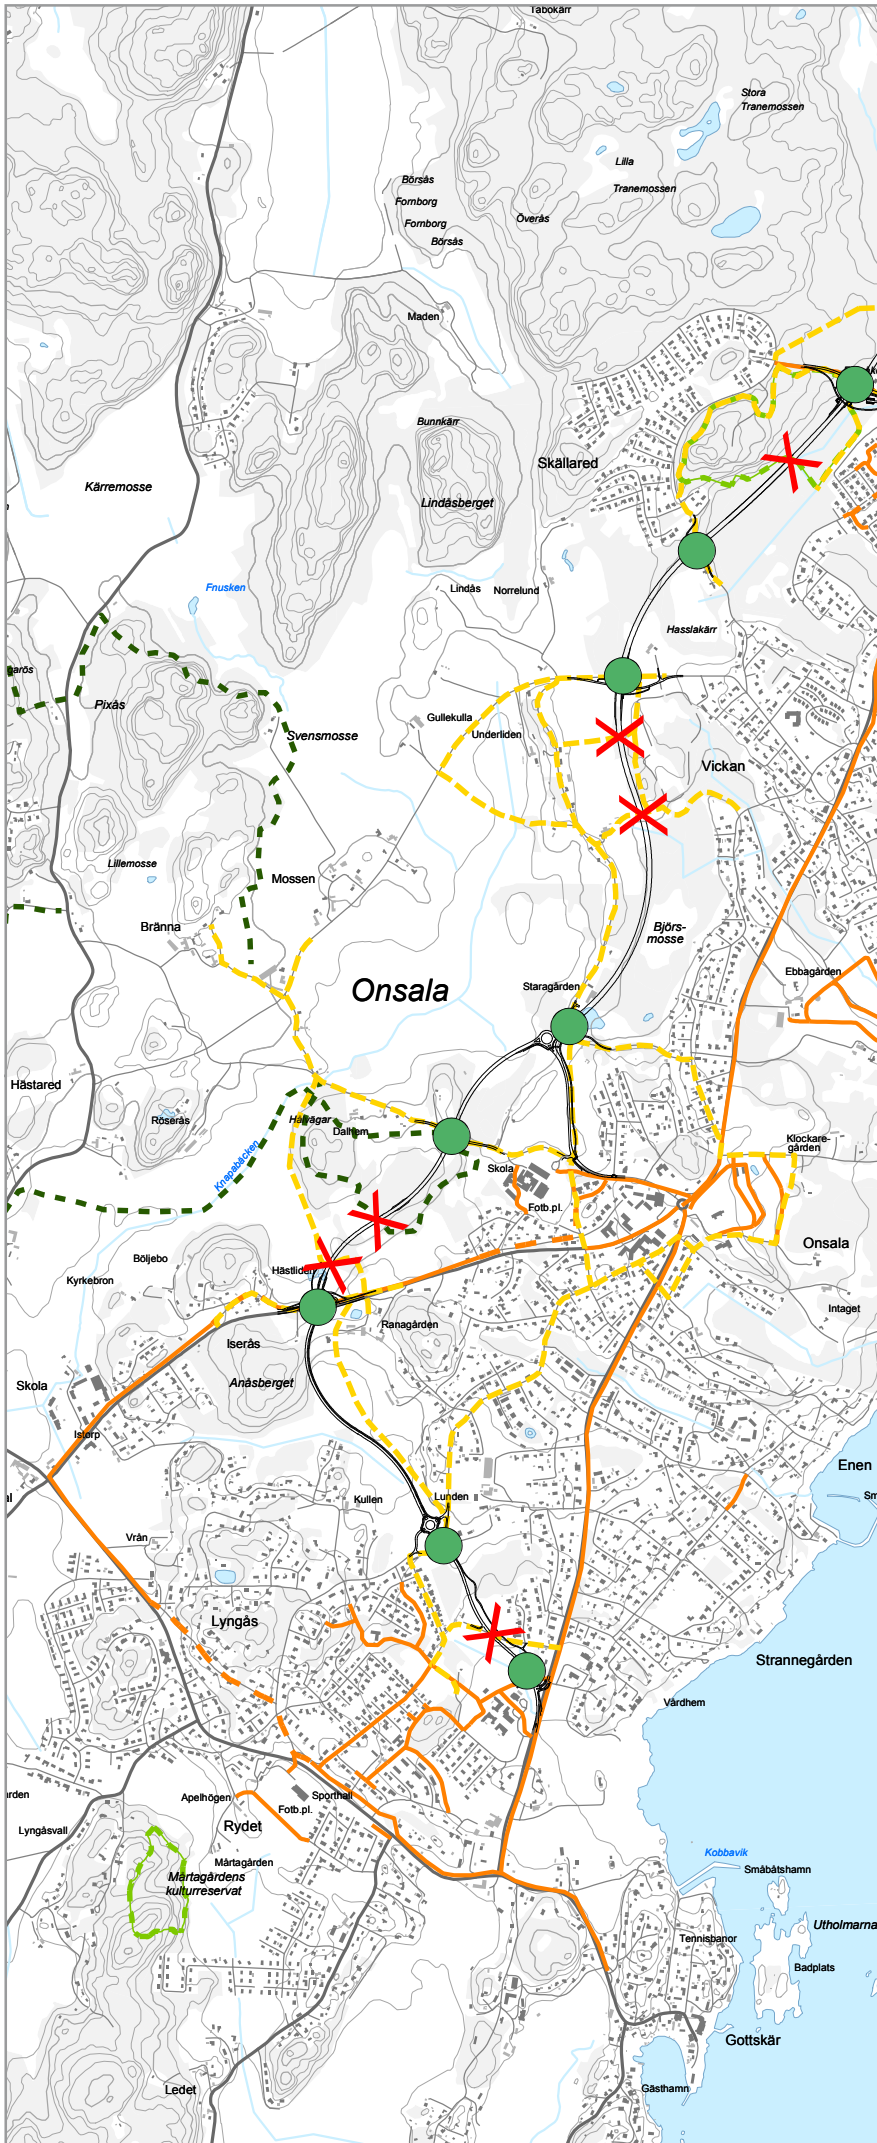 Tabokärr
Stora
Tranemossen
Lilla
Tranemossen
Börsås
Fornborg
Fornborg
Börsås
Överås
Maden
Bunnkärr
Lindåsberget
Skällared
Kärremosse
Fnusken
Lindås
Norrelund
Hasslakärr
Pixås
Svensmosse
Gullekulla
Underliden
Vickan
Lillemosse
Mossen
Bränna
Björs-
mosse
Onsala
Staragården
Ebbagården
Hästared
Röserås
Hålvägar
Dalhem
Knapabäcken
Klockare-
gården
Skola
Fotb.pl.
Böljebo
Hästliden
Kyrkebron
Onsala
Intaget
Iserås
Ranagården
Skola
Anåsberget
Istorp
Enen
Kullen
Lunden
Vrån
Lyngås
Strannegården
Vårdhem
Apelhögen
Sporthall
Fotb.pl.
Rydet
Lyngåsvall
Mårtagården
Mårtagårdens
kulturreservat
Kobbavik
Småbåtshamn
Utholmarna
Tennisbanor
Badplats
Gottskär
Ledet
Gästhamn